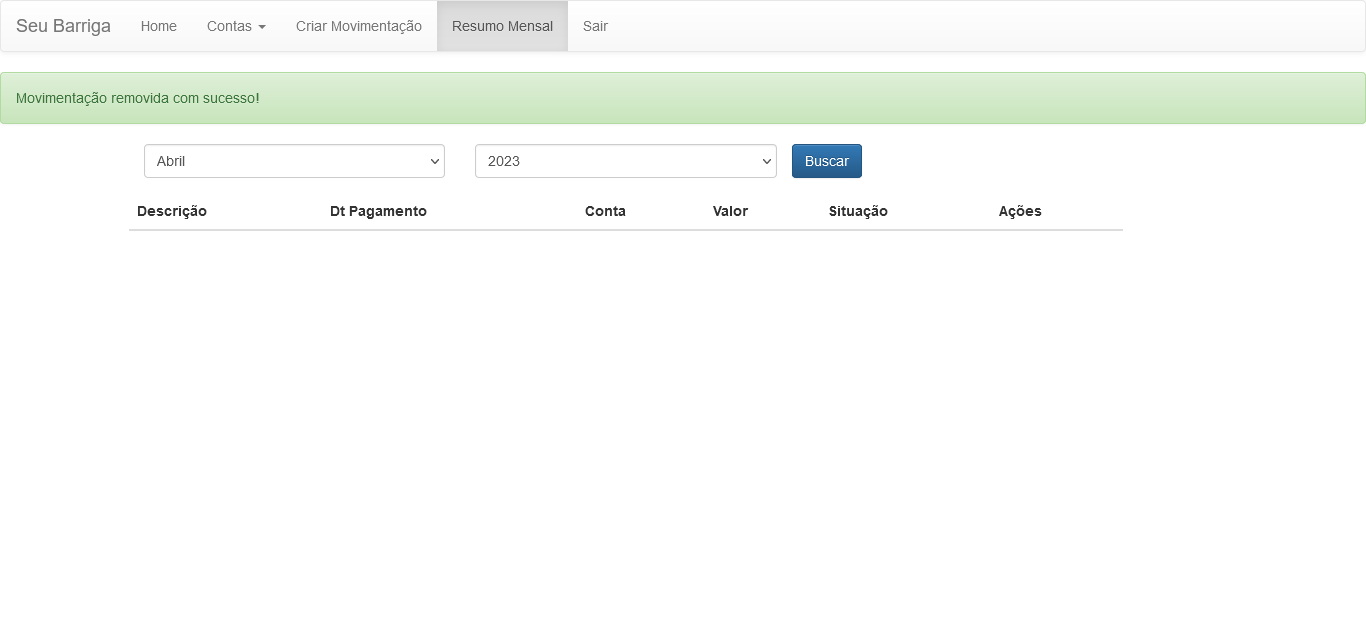 Seu Barriga Home Contas Criar Movimentação Resumo Mensal Sair
Movimentação removida com sucesso!
Abril 2023 Buscar
Descrição Dt Pagamento Conta Valor Situação Ações